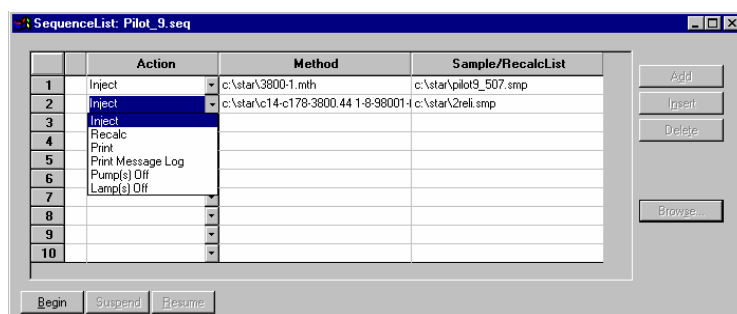 SequenceList: Pilot_9.seq
Action Method Sample/RecalcList
1 Inject c:\star\3800-1.mth c:\star\pilot9_507.smp
2 Inject c:\star\c14-c178-3800.44 1-8-98001-l c:\star\2reli.smp
3 Inject
4 Recalc
Print
5 Print Message Log
6 Pump(s) Off
Lamp(s) Off
7
8
9
10
Add
Insert
Delete
Browse...
Begin Suspend Resume